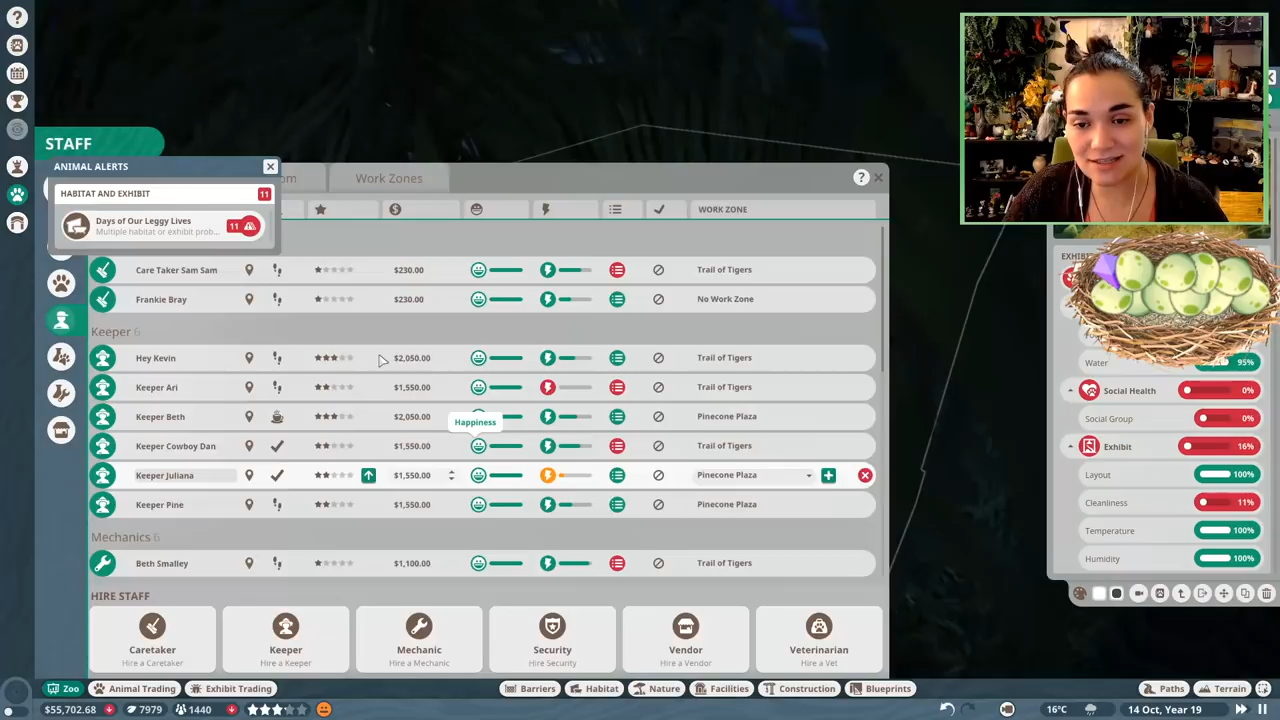 STAFF
ANIMAL ALERTS
HABITAT AND EXHIBIT 11
Days of Our Leggy Lives
Multiple habitat or exhibit prob... 11
Work Zones
WORK ZONE
Care Taker Sam Sam $230.00 Trail of Tigers
Frankie Bray $230.00 No Work Zone
Keeper 6
Hey Kevin $2,050.00 Trail of Tigers
Keeper Ari $1,550.00 Trail of Tigers
Keeper Beth $2,050.00 Pinecone Plaza
Happiness
Keeper Cowboy Dan $1,550.00 Trail of Tigers
Keeper Juliana $1,550.00 Pinecone Plaza
Keeper Pine $1,550.00 Pinecone Plaza
Mechanics 6
Beth Smalley $1,100.00 Trail of Tigers
HIRE STAFF
Caretaker
Hire a Caretaker
Keeper
Hire a Keeper
Mechanic
Hire a Mechanic
Security
Hire Security
Vendor
Hire a Vendor
Veterinarian
Hire a Vet
Water 95%
Social Health 0%
Social Group 0%
Exhibit 16%
Layout 100%
Cleanliness 11%
Temperature 100%
Humidity 100%
Zoo
Animal Trading
Exhibit Trading
Barriers
Habitat
Nature
Facilities
Construction
Blueprints
Paths
Terrain
$55,702.68 7979 1440
16°C 14 Oct, Year 19